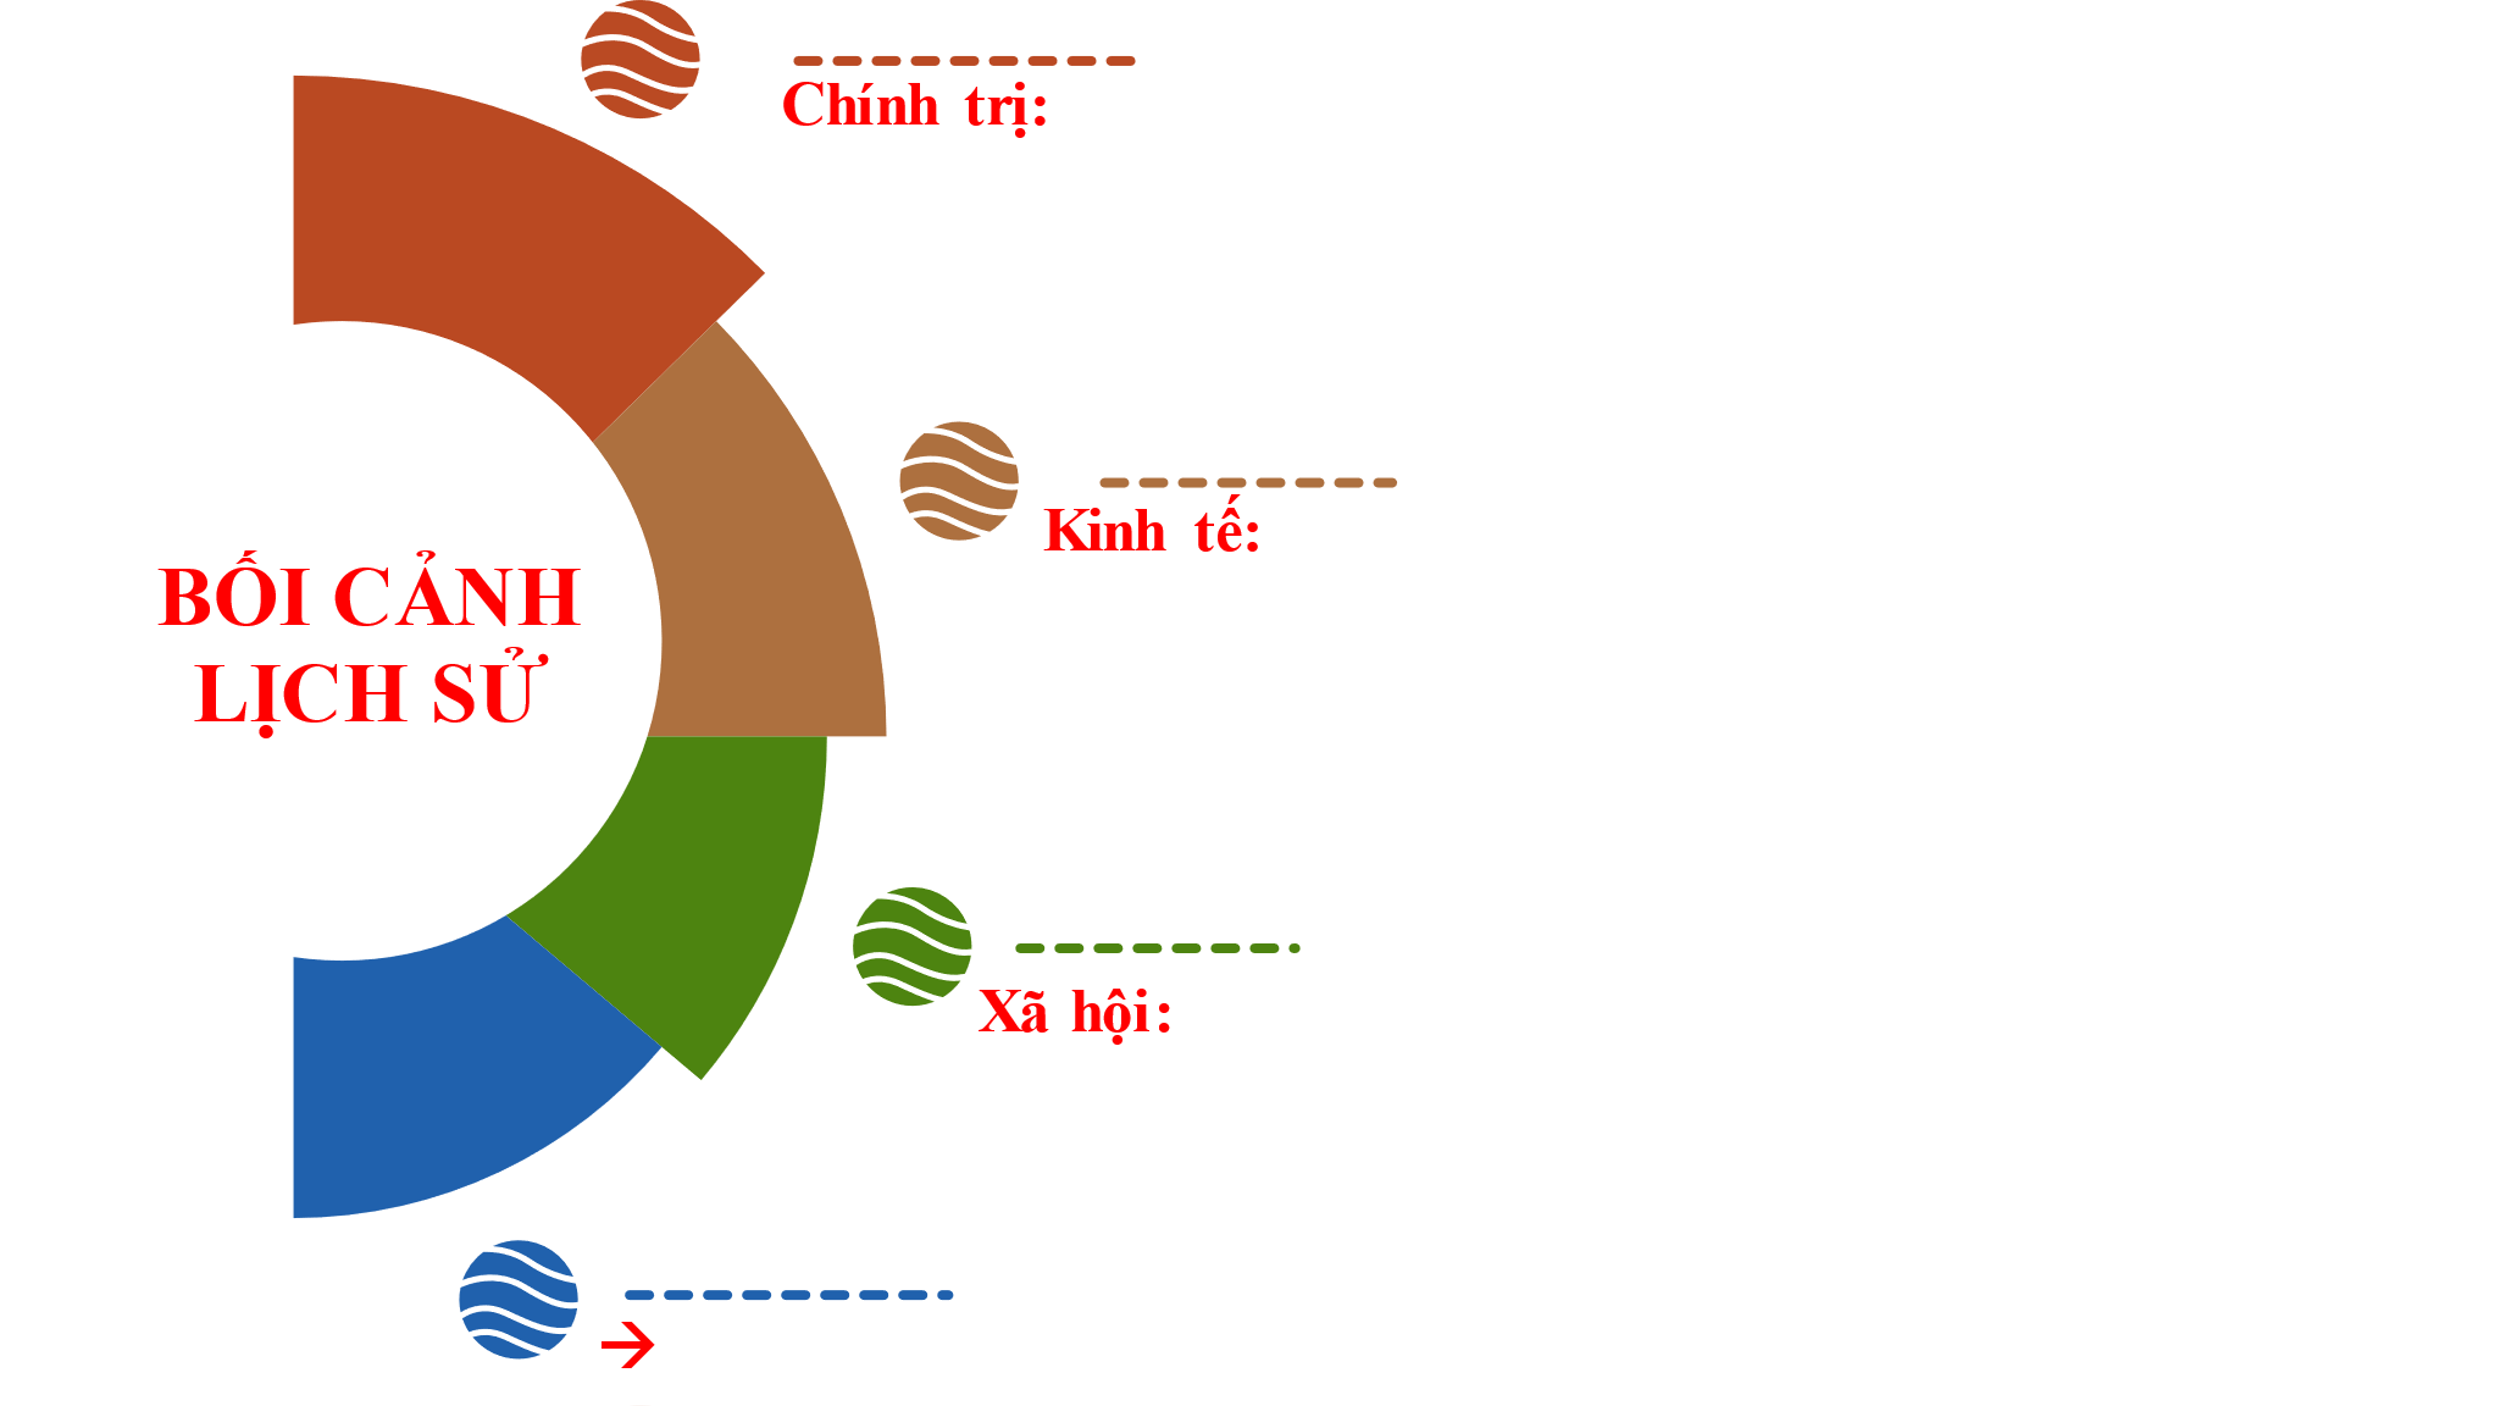 Chính trị:
Kinh tế:
BỐI CẢNH
LỊCH SỬ
Xã hội:
→